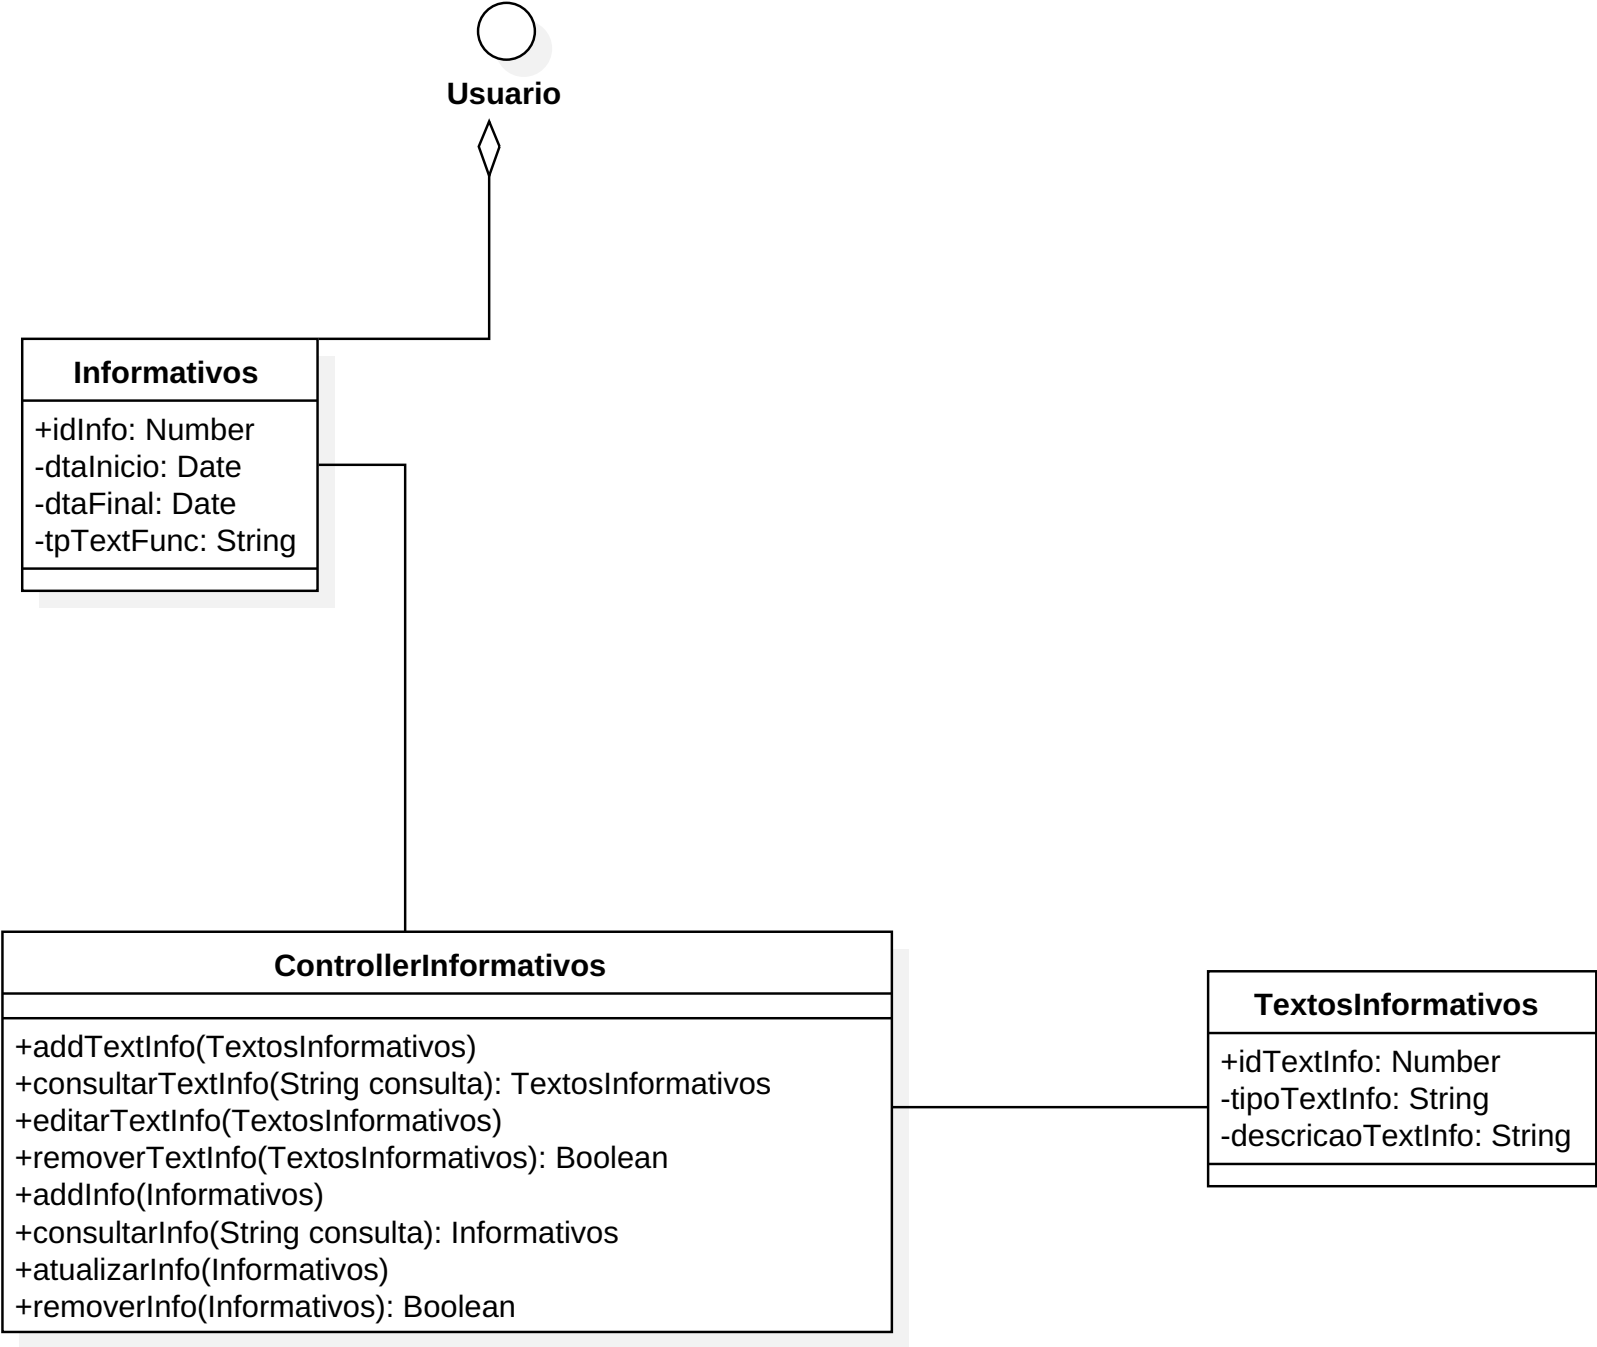 Usuario
Informativos
+idInfo: Number
-dtaInicio: Date
-dtaFinal: Date
-tpTextFunc: String
ControllerInformativos
+addTextInfo(TextosInformativos)
+consultarTextInfo(String consulta): TextosInformativos
+editarTextInfo(TextosInformativos)
+removerTextInfo(TextosInformativos): Boolean
+addInfo(Informativos)
+consultarInfo(String consulta): Informativos
+atualizarInfo(Informativos)
+removerInfo(Informativos): Boolean
TextosInformativos
+idTextInfo: Number
-tipoTextInfo: String
-descricaoTextInfo: String